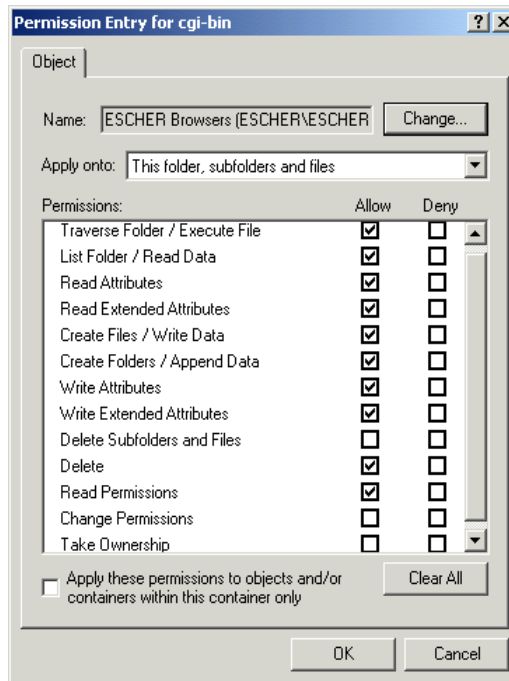 Permission Entry for cgi-bin
Object
Name: ESCHER Browsers (ESCHER\ESCHER Change...
Apply onto: This folder, subfolders and files
Permissions: Allow Deny
Traverse Folder / Execute File
List Folder / Read Data
Read Attributes
Read Extended Attributes
Create Files / Write Data
Create Folders / Append Data
Write Attributes
Write Extended Attributes
Delete Subfolders and Files
Delete
Read Permissions
Change Permissions
Take Ownership
Apply these permissions to objects and/or Clear All
containers within this container only
OK Cancel